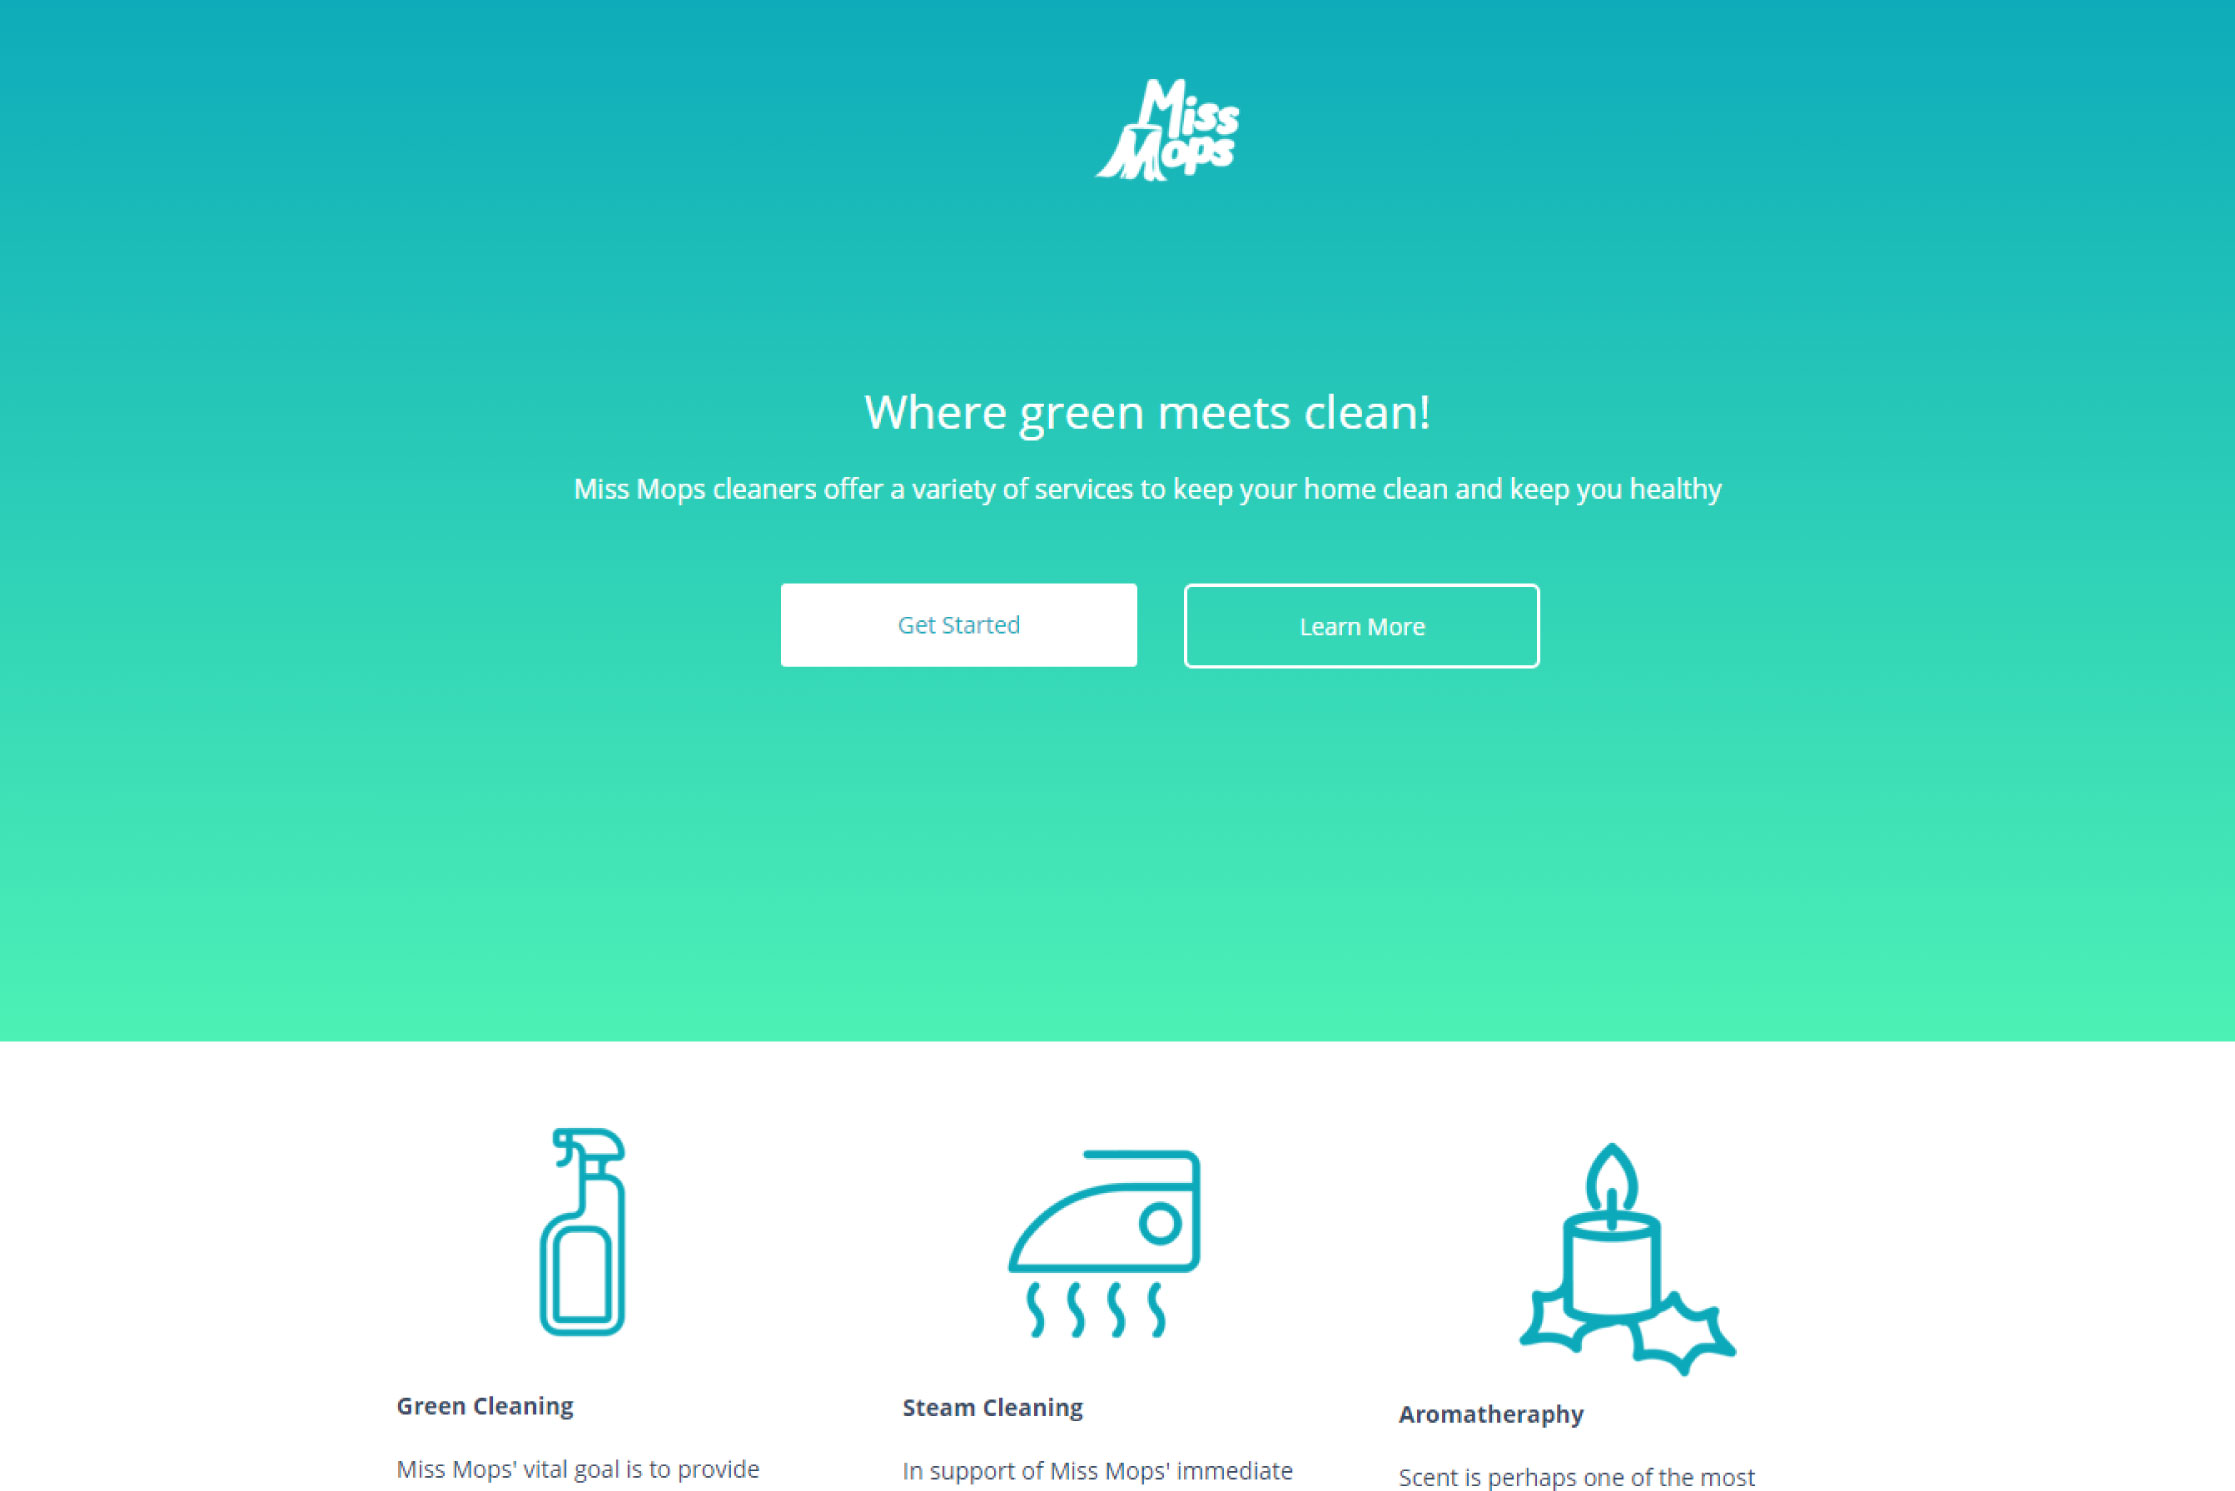 Miss
Mops
Where green meets clean!
Miss Mops cleaners offer a variety of services to keep your home clean and keep you healthy
Get Started
Learn More
Green Cleaning
Miss Mops' vital goal is to provide
Steam Cleaning
In support of Miss Mops' immediate
Aromatheraphy
Scent is perhaps one of the most